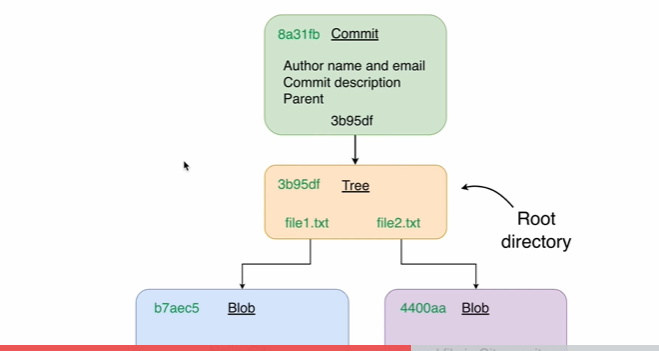 8a31fb Commit
Author name and email
Commit description
Parent
3b95df
3b95df Tree
file1.txt file2.txt
Root
directory
b7aec5 Blob
4400aa Blob